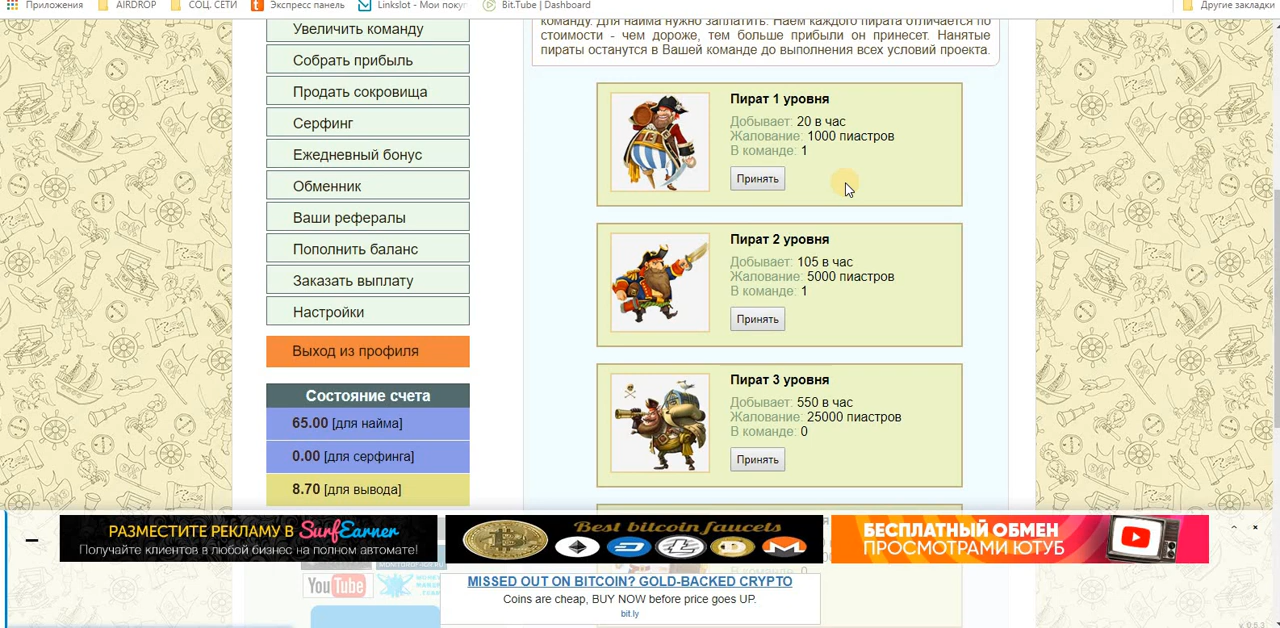 Приложения AIRDROP СОЦ. СЕТИ Экспресс панель Linkslot - Мои покуп Bit.Tube | Dashboard Другие закладки
команду. Для найма нужно заплатить. Наем каждого пирата отличается по
стоимости - чем дороже, тем больше прибыли он принесет. Нанятые
пираты останутся в Вашей команде до выполнения всех условий проекта.
Увеличить команду
Собрать прибыль
Продать сокровища
Серфинг
Ежедневный бонус
Обменник
Ваши рефералы
Пополнить баланс
Заказать выплату
Настройки
Выход из профиля
Состояние счета
65.00 [для найма]
0.00 [для серфинга]
8.70 [для вывода]
Пират 1 уровня
Добывает: 20 в час
Жалование: 1000 пиастров
В команде: 1
Принять
Пират 2 уровня
Добывает: 105 в час
Жалование: 5000 пиастров
В команде: 1
Принять
Пират 3 уровня
Добывает: 550 в час
Жалование: 25000 пиастров
В команде: 0
Принять
РАЗМЕСТИТЕ РЕКЛАМУ В SurfEarner
Получайте клиентов в любой бизнес на полном автомате!
Best bitcoin faucets
БЕСПЛАТНЫЙ ОБМЕН
ПРОСМОТРАМИ ЮТУБ
YouTube
MISSED OUT ON BITCOIN? GOLD-BACKED CRYPTO
Coins are cheap, BUY NOW before price goes UP.
bit.ly
v. 0.5.3